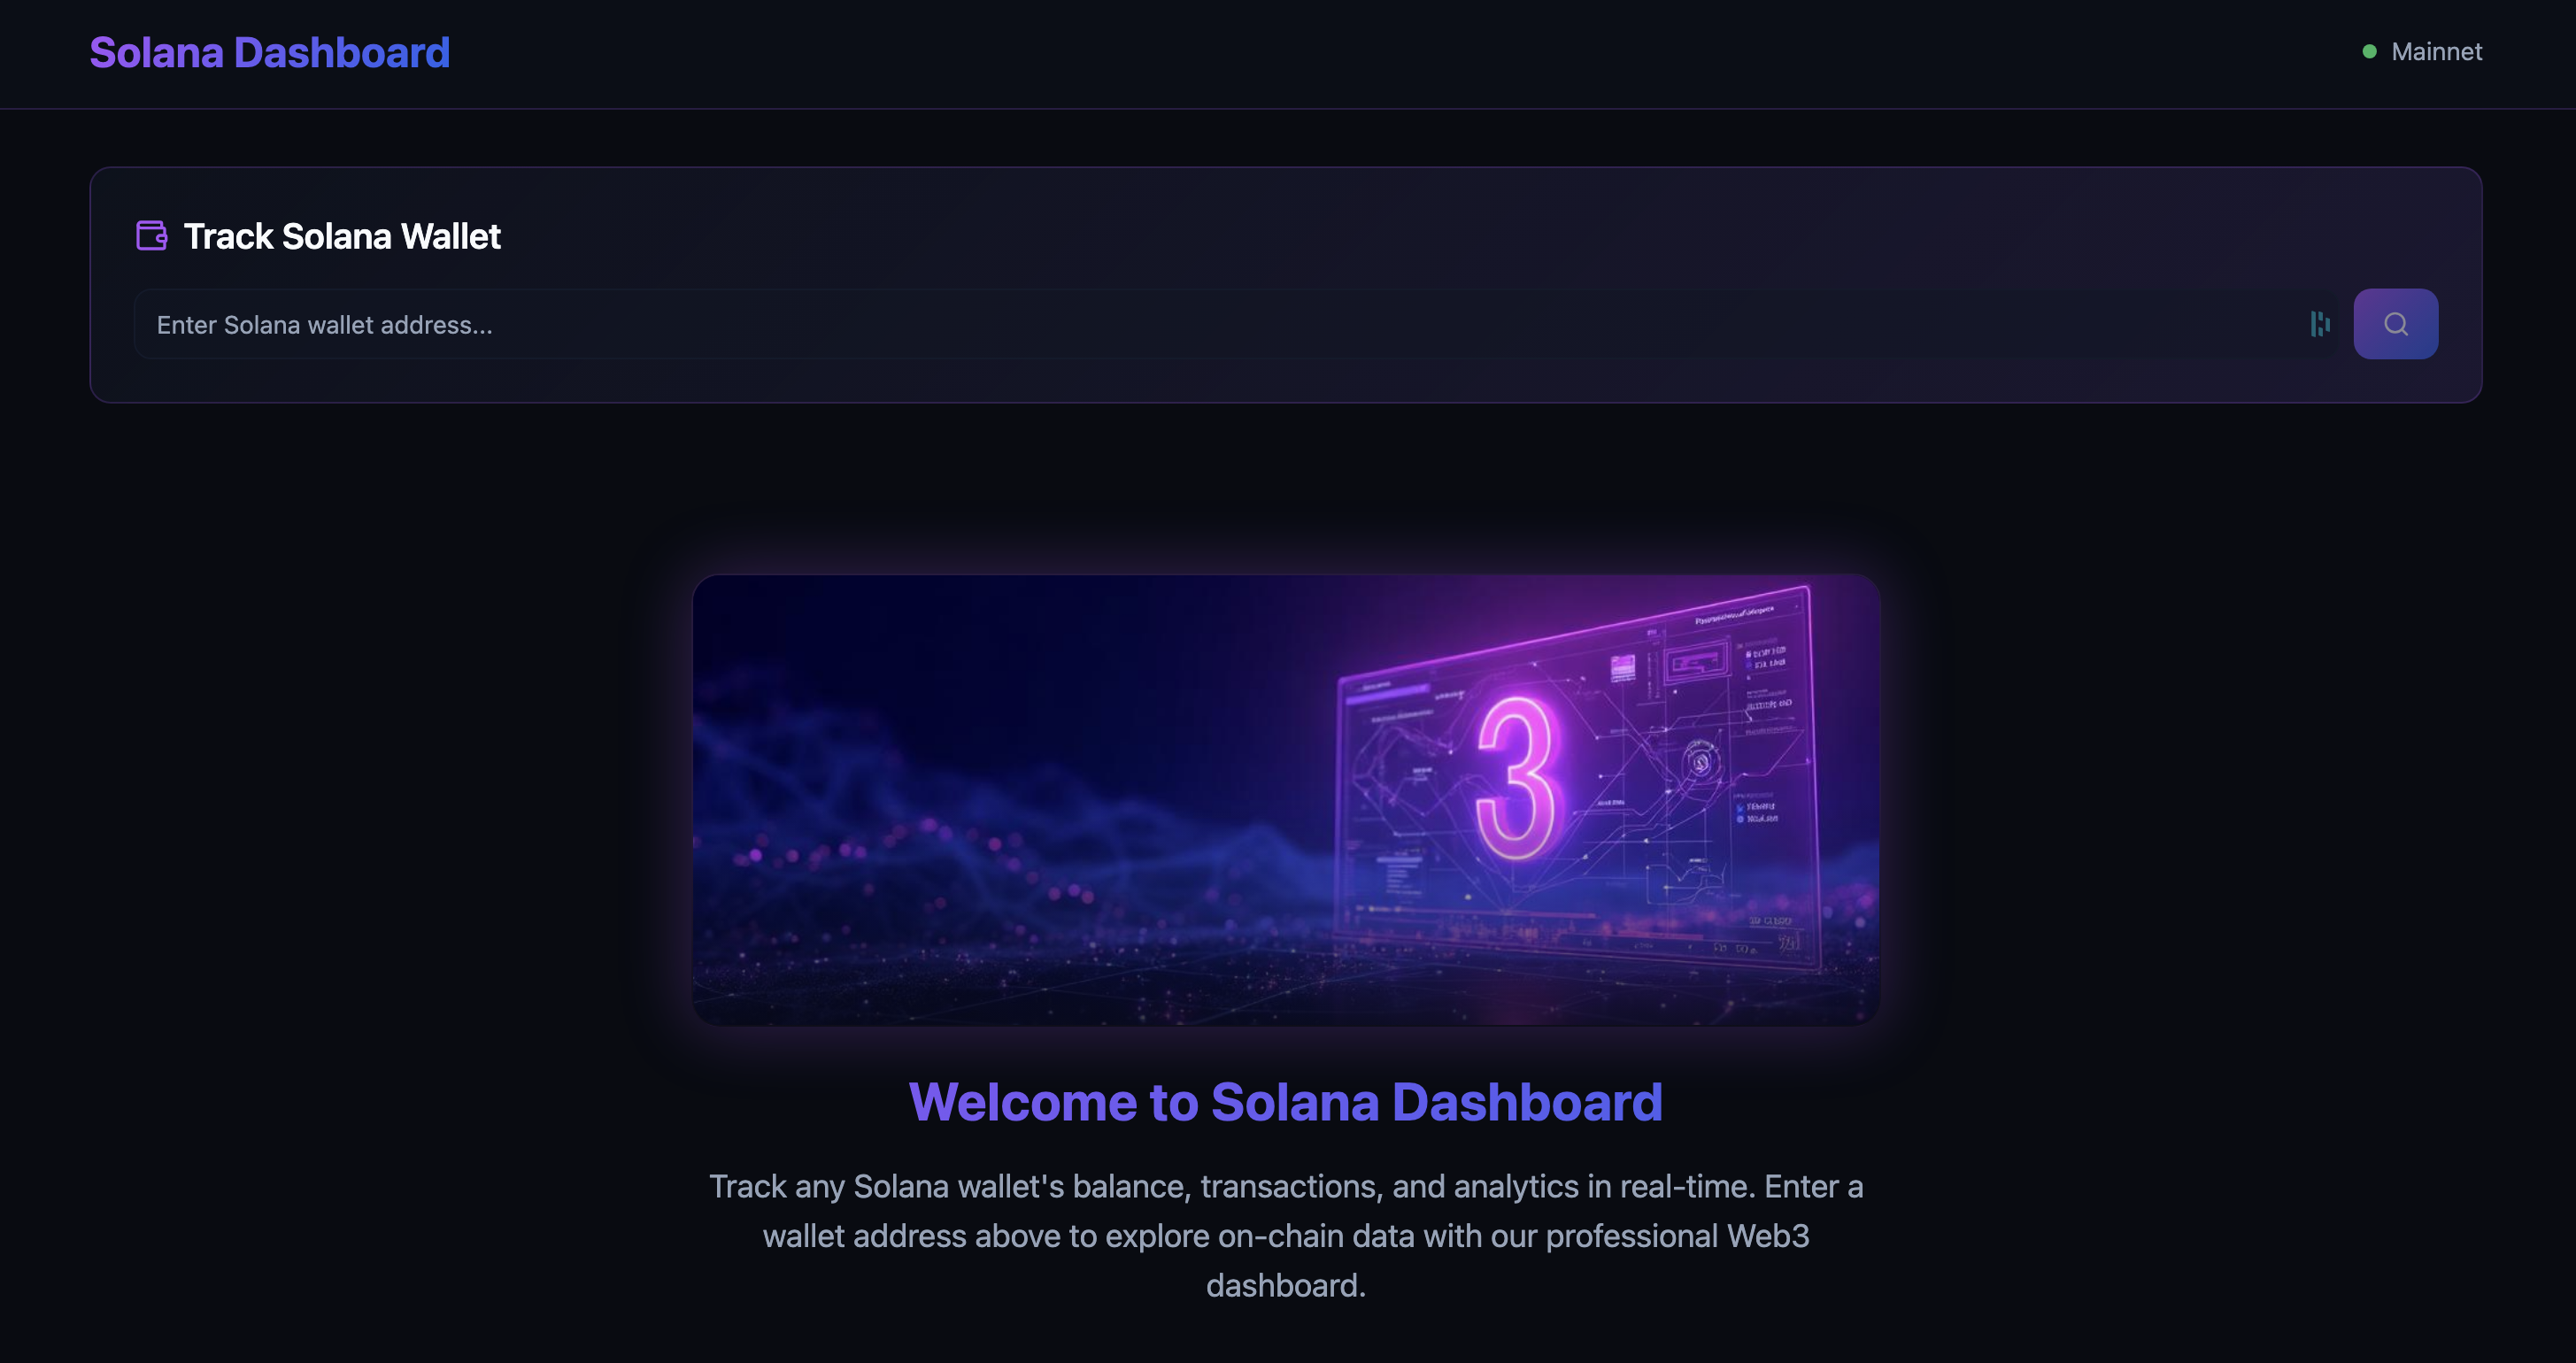 Solana Dashboard
Mainnet
Track Solana Wallet
Enter Solana wallet address...
3
Welcome to Solana Dashboard
Track any Solana wallet's balance, transactions, and analytics in real-time. Enter a
wallet address above to explore on-chain data with our professional Web3
dashboard.